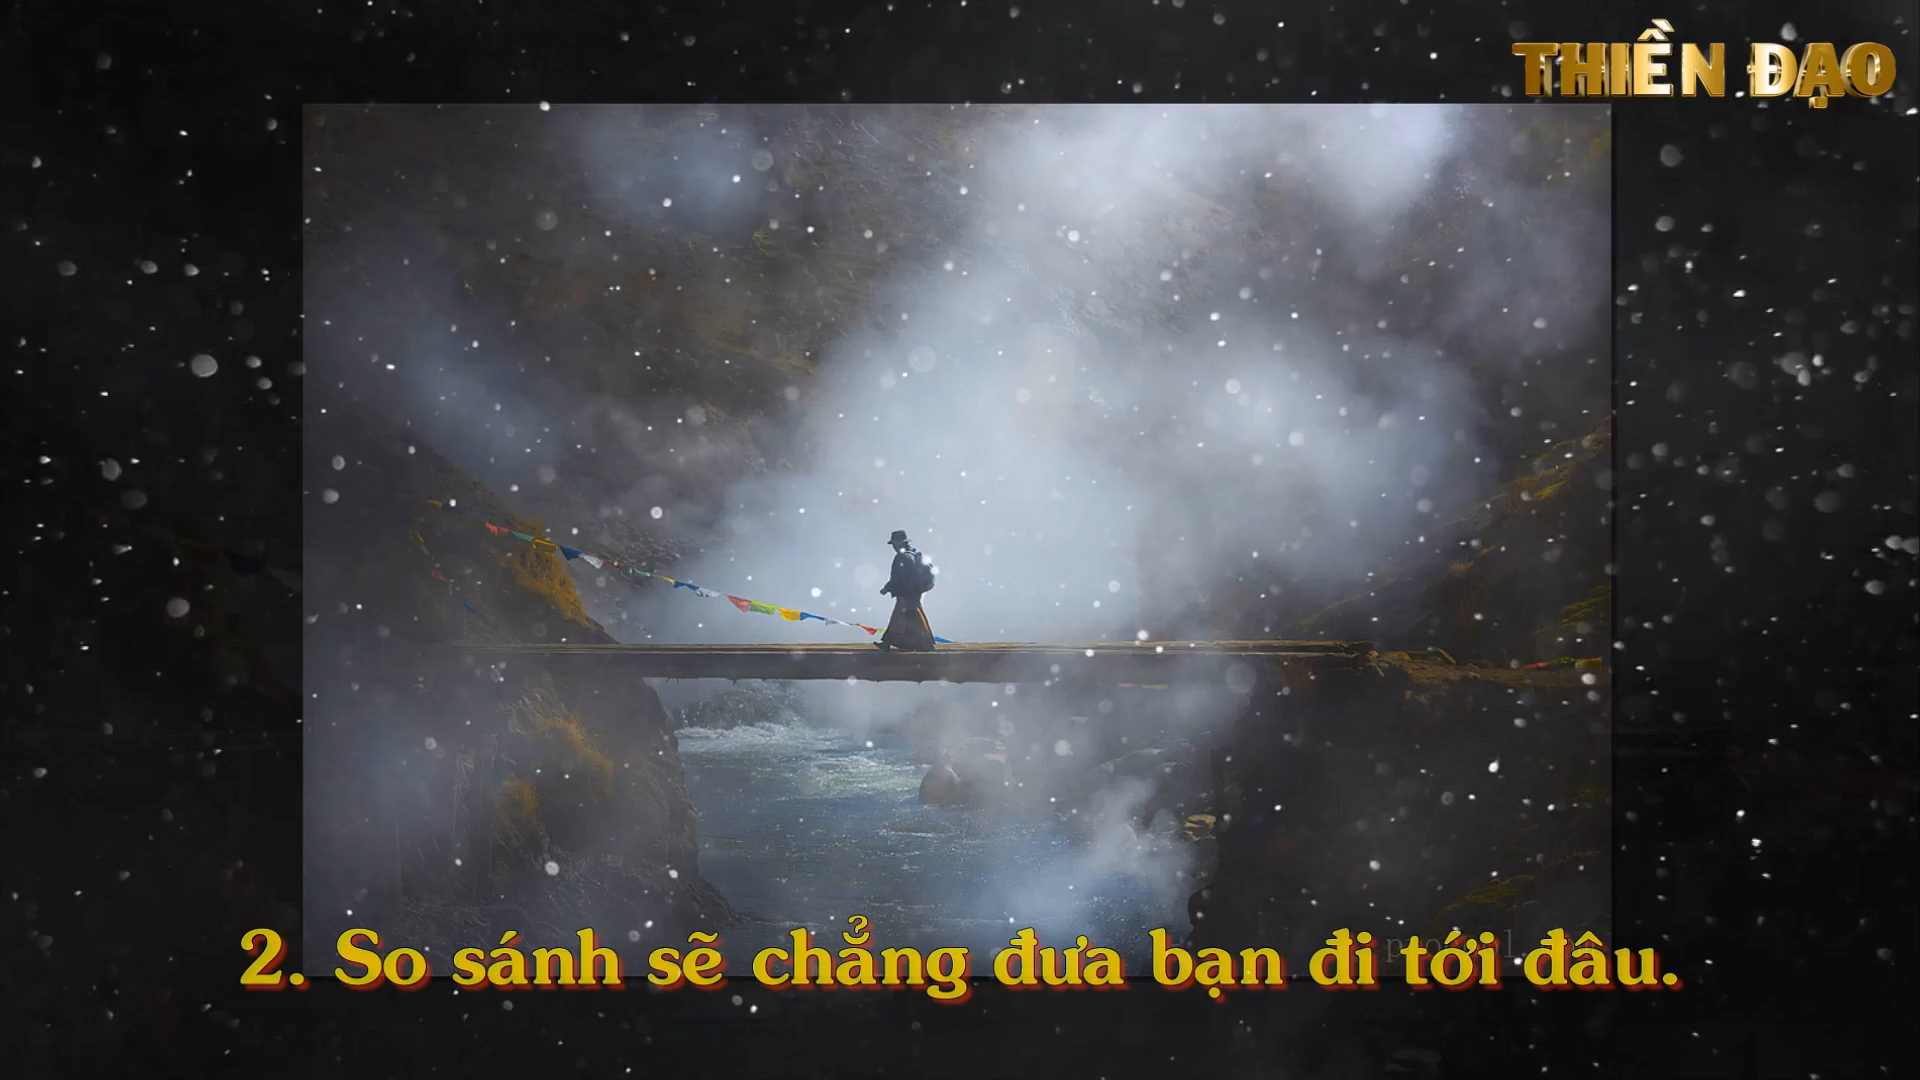 THIỀN ĐẠO
2. So sánh sẽ chẳng đưa bạn đi tới đâu.